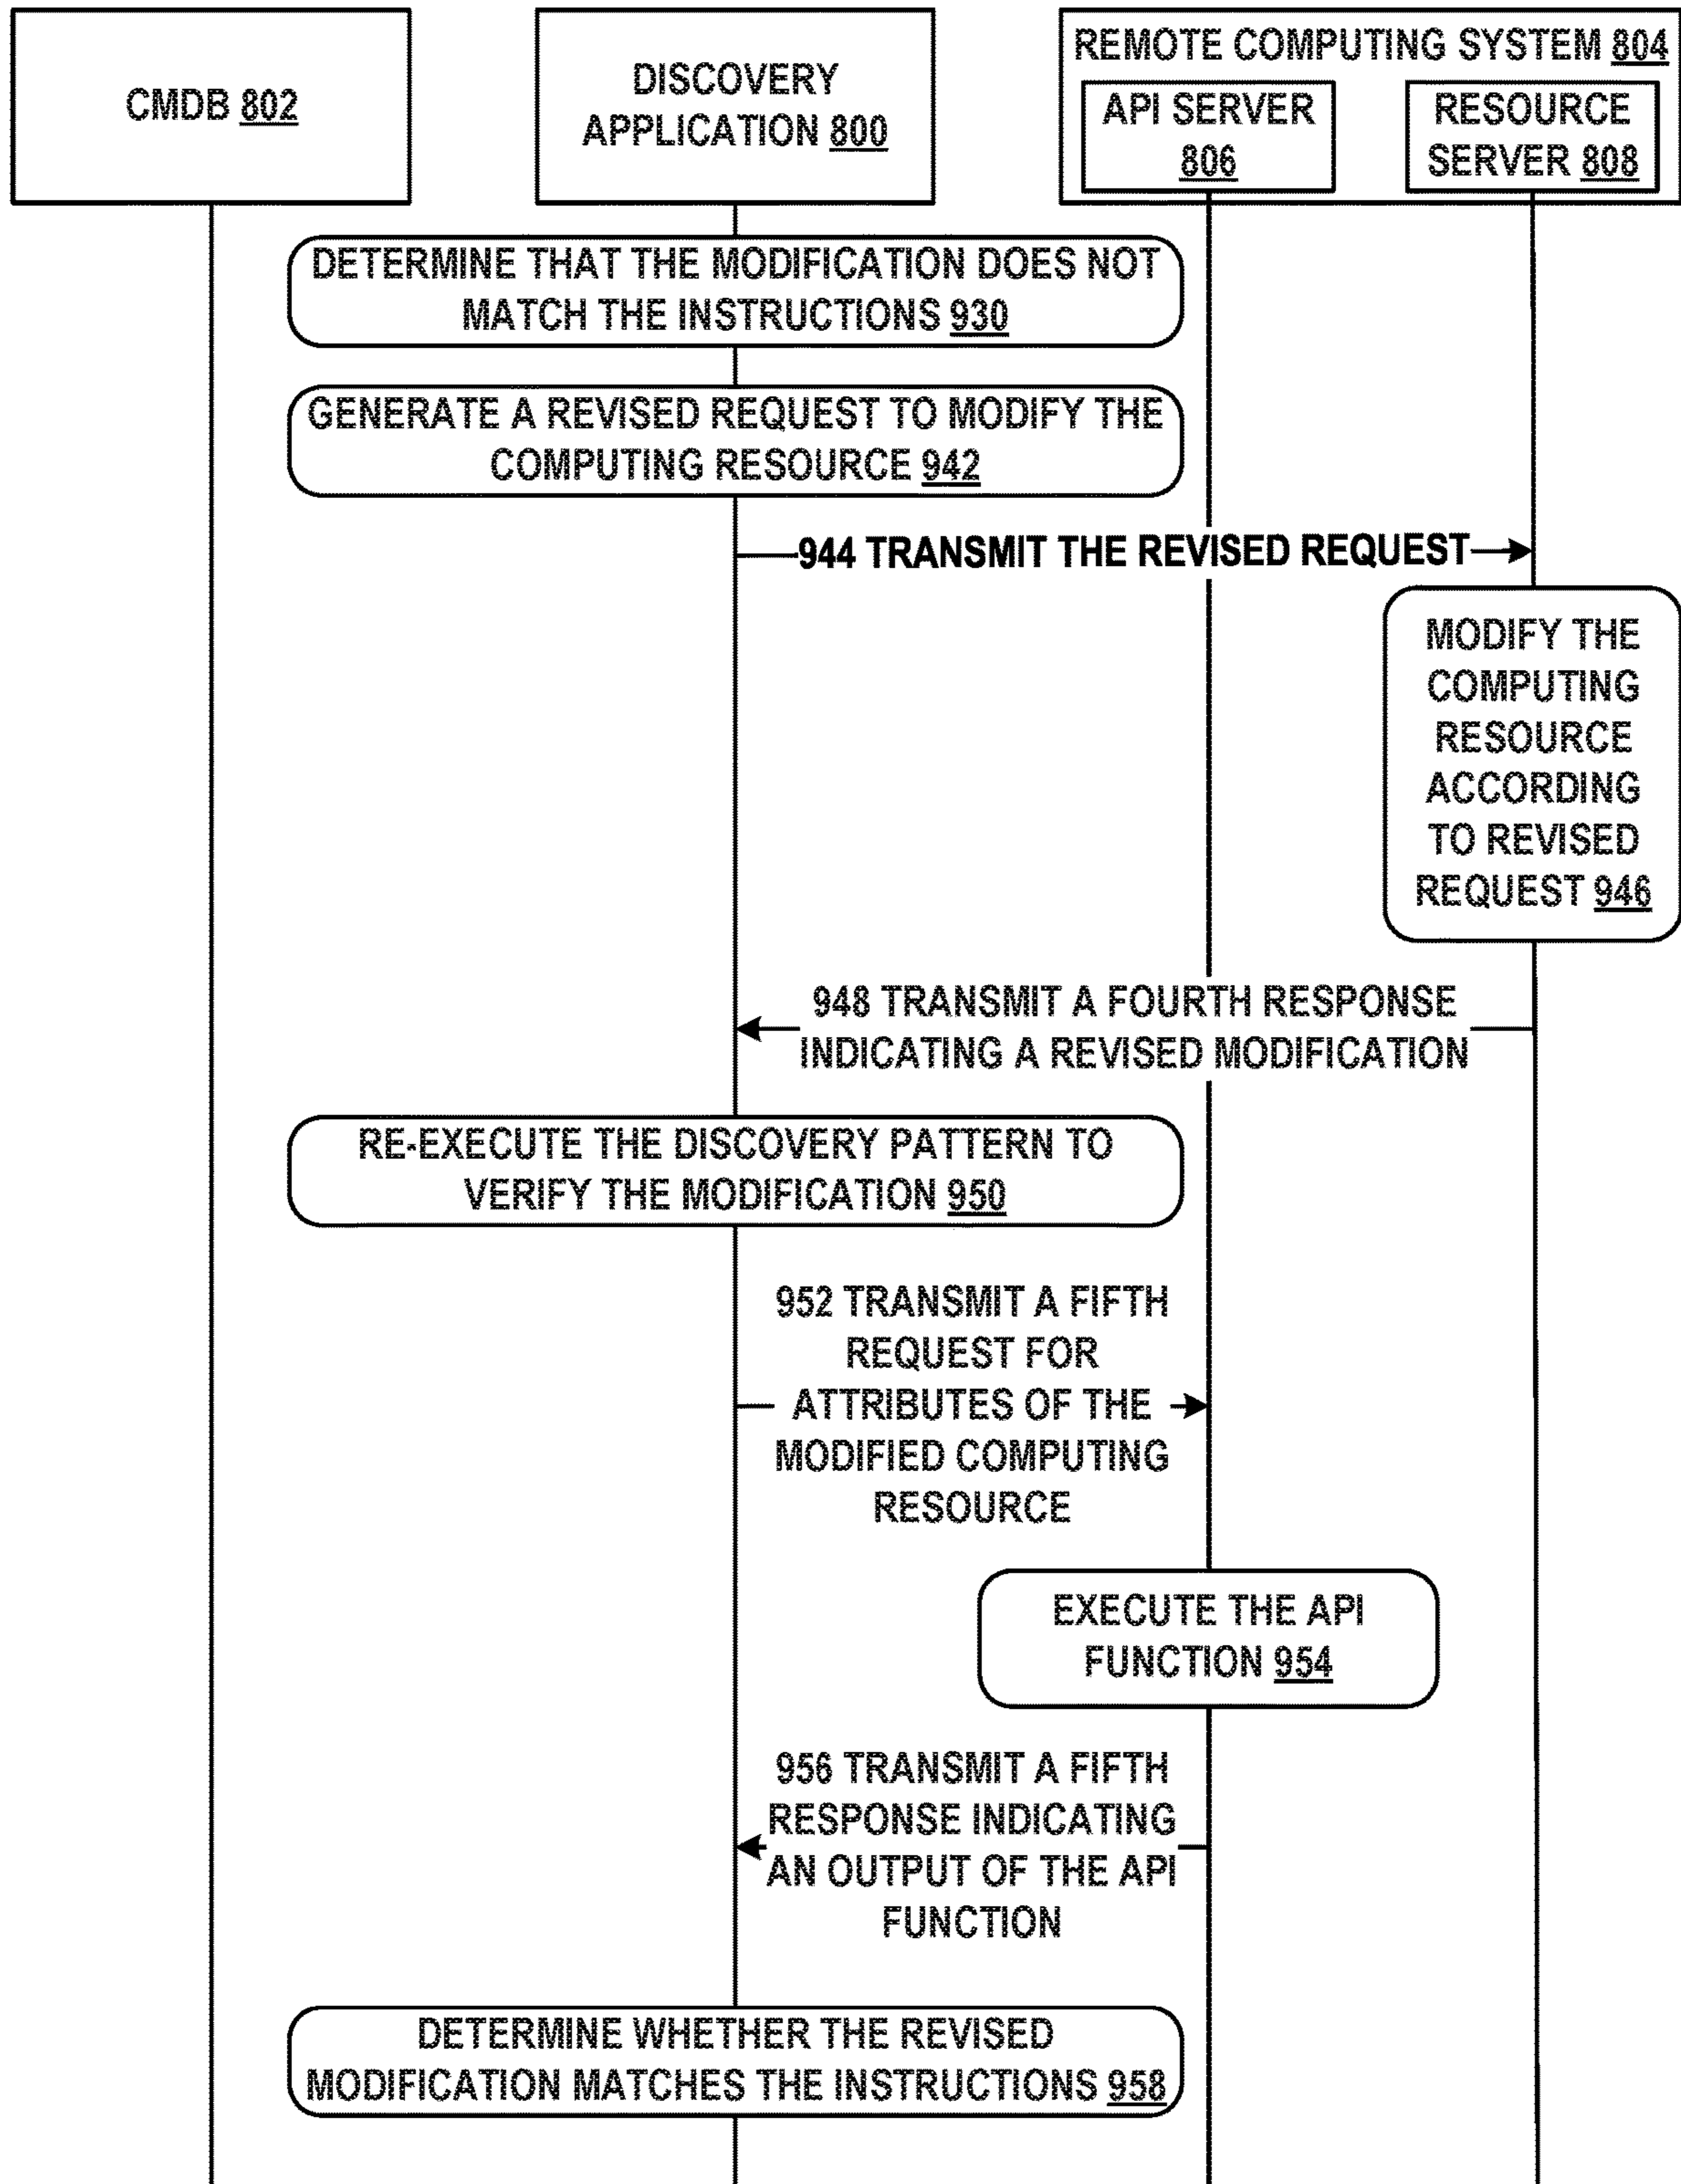 CMDB 802
DISCOVERY
APPLICATION 800
REMOTE COMPUTING SYSTEM 804
API SERVER
806
RESOURCE
SERVER 808
DETERMINE THAT THE MODIFICATION DOES NOT
MATCH THE INSTRUCTIONS 930
GENERATE A REVISED REQUEST TO MODIFY THE
COMPUTING RESOURCE 942
944 TRANSMIT THE REVISED REQUEST
MODIFY THE
COMPUTING
RESOURCE
ACCORDING
TO REVISED
REQUEST 946
948 TRANSMIT A FOURTH RESPONSE
INDICATING A REVISED MODIFICATION
RE-EXECUTE THE DISCOVERY PATTERN TO
VERIFY THE MODIFICATION 950
952 TRANSMIT A FIFTH
REQUEST FOR
ATTRIBUTES OF THE
MODIFIED COMPUTING
RESOURCE
EXECUTE THE API
FUNCTION 954
956 TRANSMIT A FIFTH
RESPONSE INDICATING
AN OUTPUT OF THE API
FUNCTION
DETERMINE WHETHER THE REVISED
MODIFICATION MATCHES THE INSTRUCTIONS 958